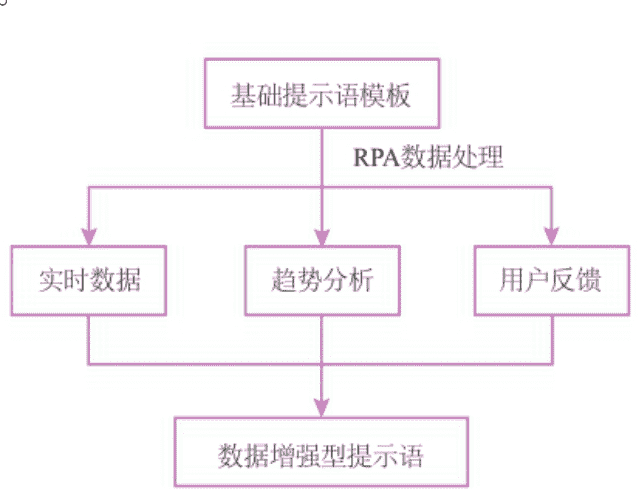 基础提示语模板
RPA数据处理
实时数据
趋势分析
用户反馈
数据增强型提示语